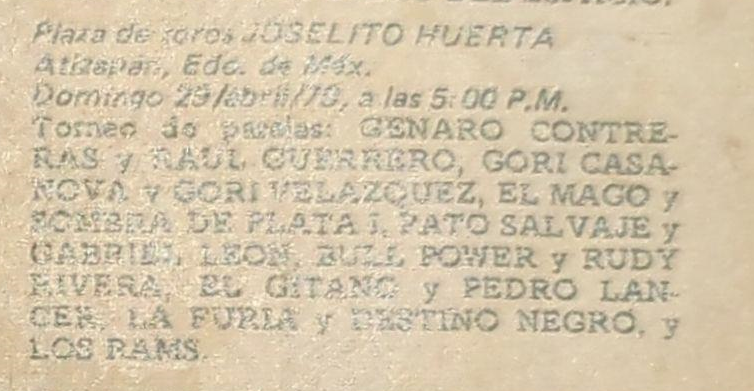 Plaza de toros JOSELITO HUERTA
Atizapan, Edo. de Méx.
Domingo 29/abril/79, a las 5:00 P.M.
Torneo de parejas: GENARO CONTRE-
RAS y RAUL GUERRERO, GORI CASA-
NOVA y GORI VELAZQUEZ, EL MAGO y
SOMBRA DE PLATA I, PATO SALVAJE y
GABRIEL LEON, BULL POWER y RUDY
RIVERA, EL GITANO y PEDRO LAN-
CER, LA FURIA y DESTINO NEGRO, y
LOS RAMS.